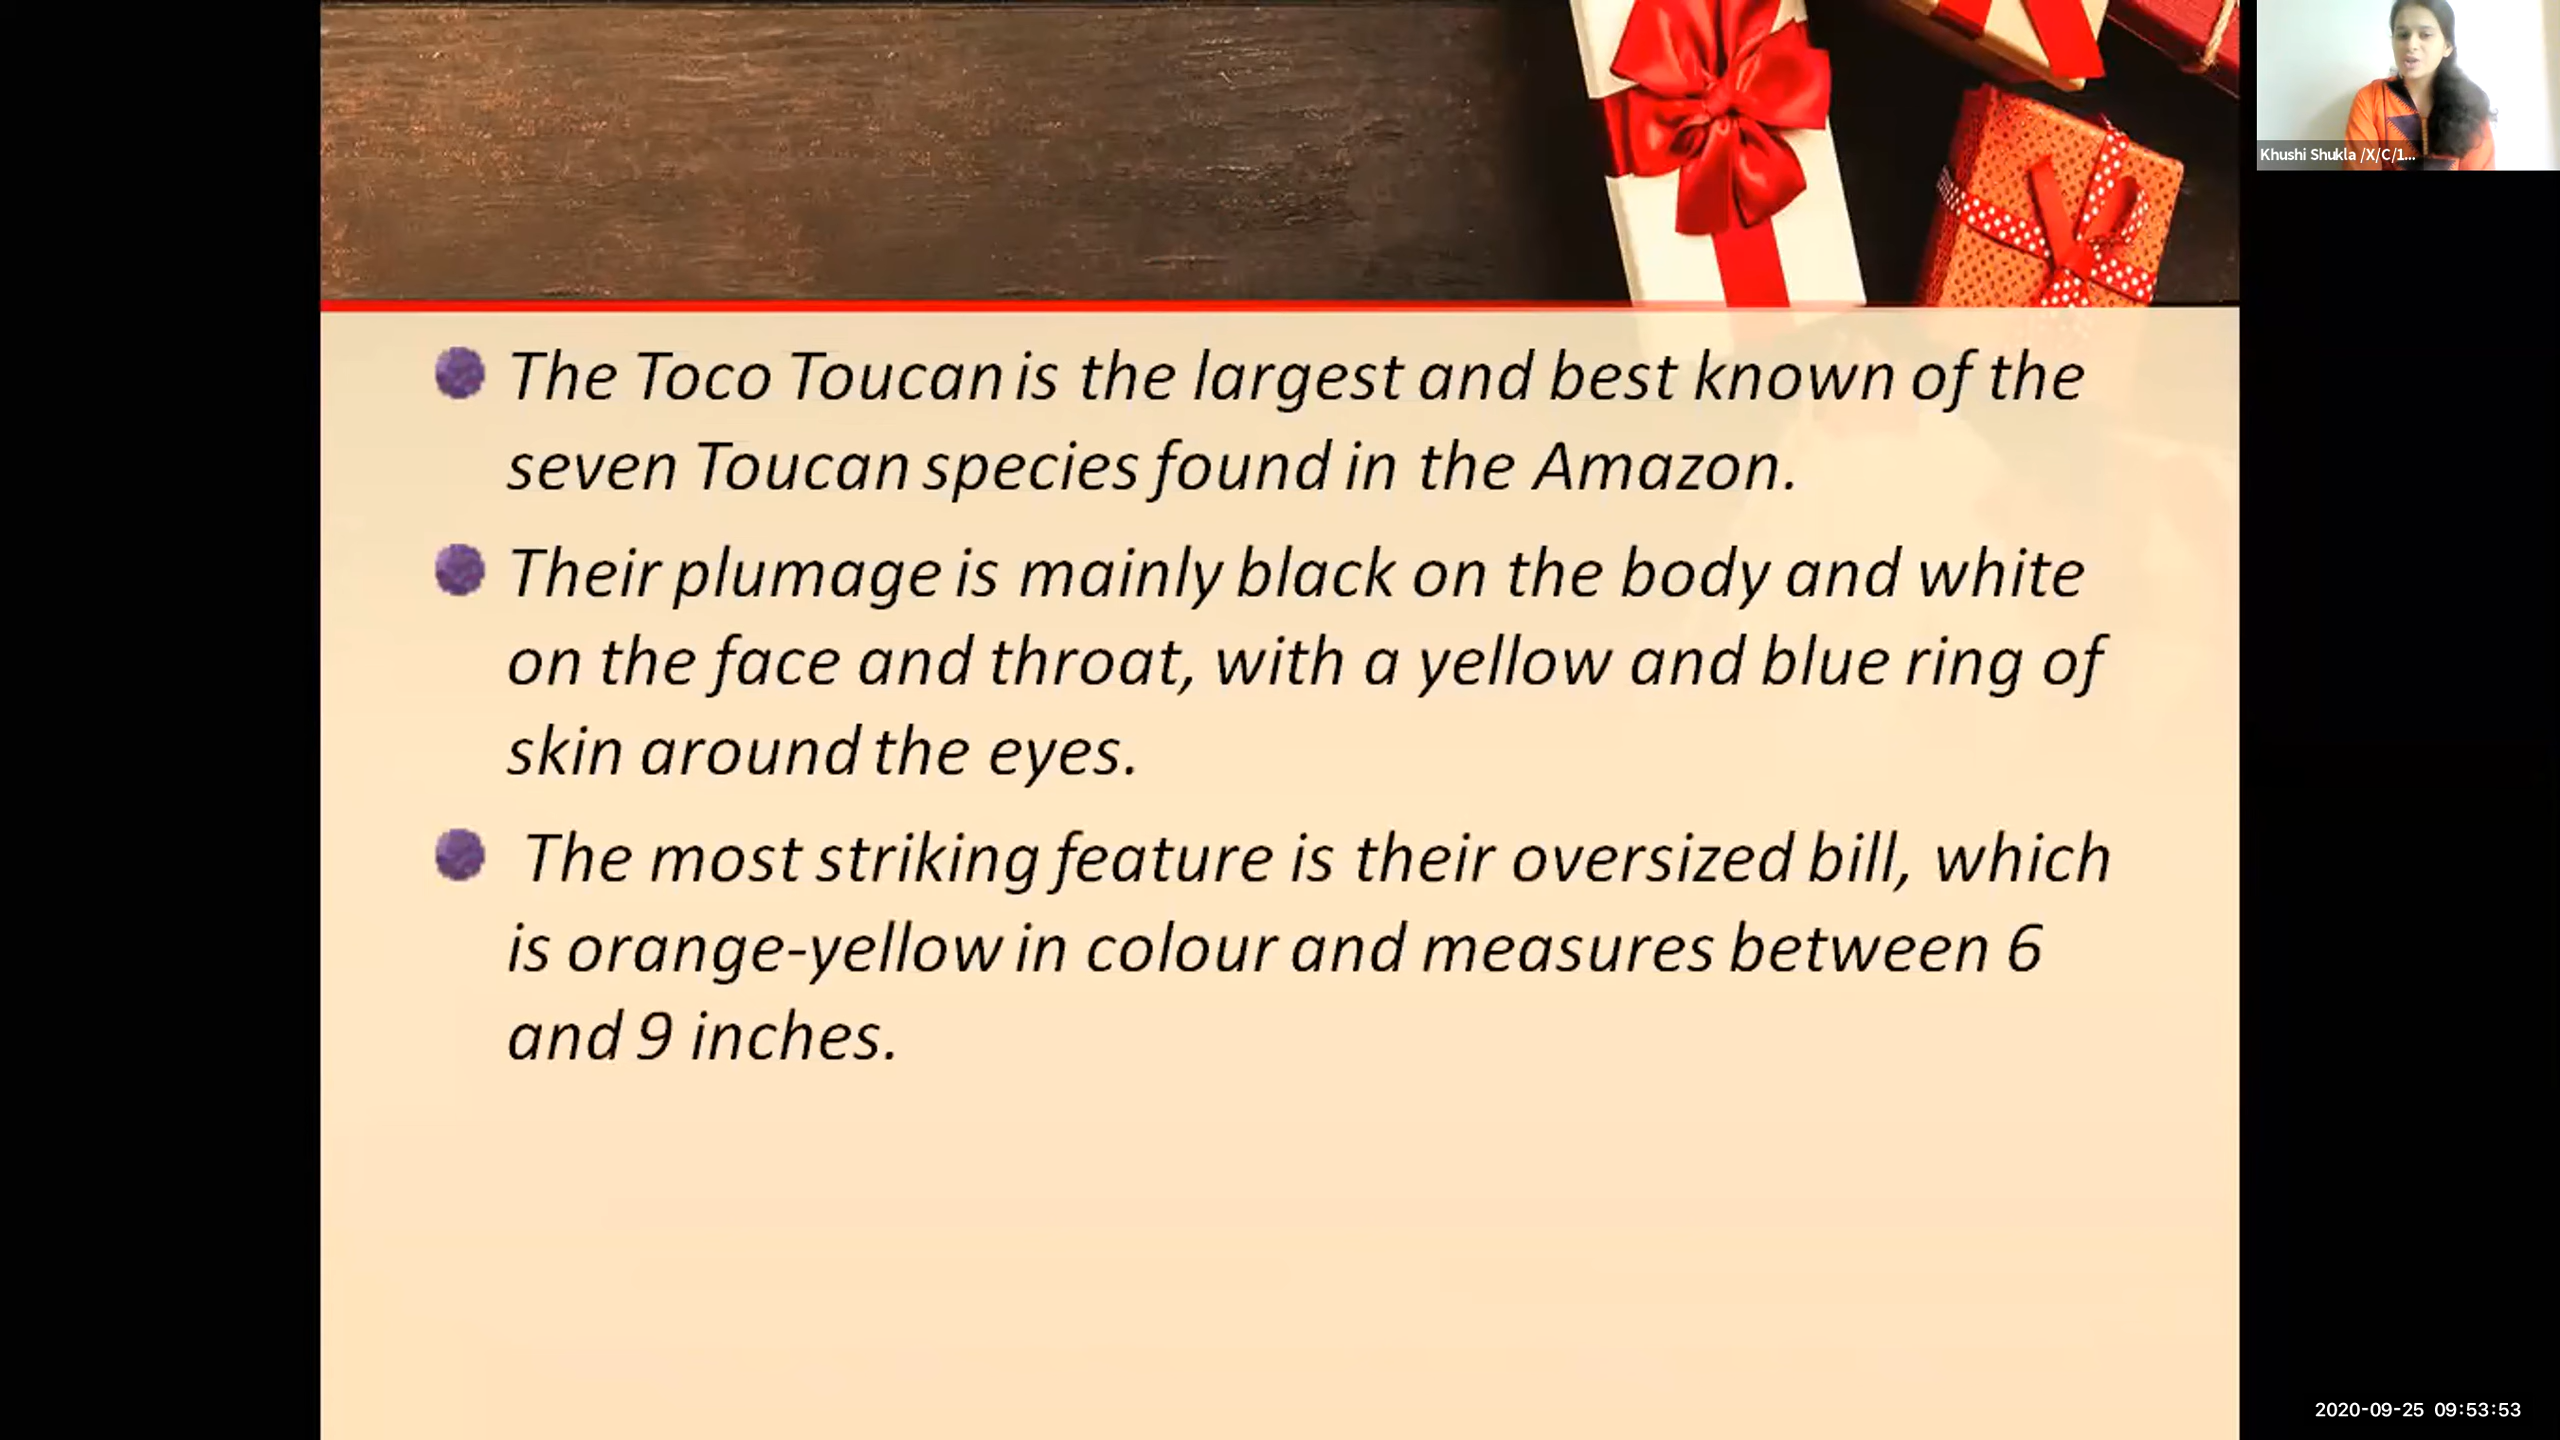 Khushi Shukla /X/C/1...
The Toco Toucan is the largest and best known of the
seven Toucan species found in the Amazon.
Their plumage is mainly black on the body and white
on the face and throat, with a yellow and blue ring of
skin around the eyes.
The most striking feature is their oversized bill, which
is orange-yellow in colour and measures between 6
and 9 inches.
2020-09-25 09:53:53